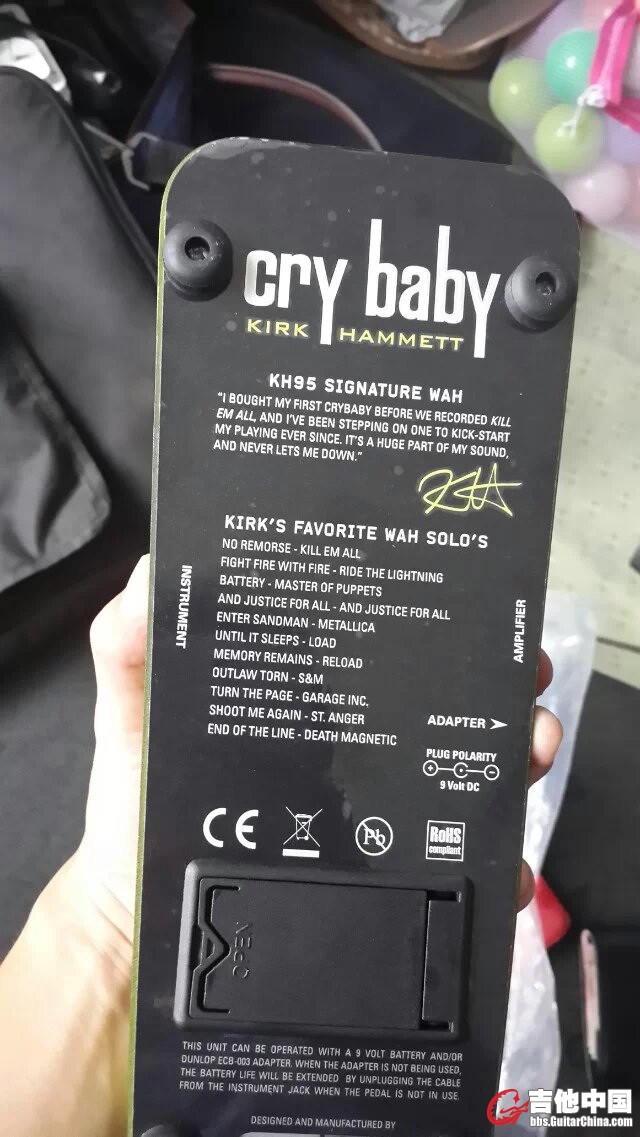 cry baby
KIRK HAMMETT
KH95 SIGNATURE WAH
"I BOUGHT MY FIRST CRYBABY BEFORE WE RECORDED KILL
EM ALL, AND I'VE BEEN STEPPING ON ONE TO KICK-START
MY PLAYING EVER SINCE. IT'S A HUGE PART OF MY SOUND,
AND NEVER LETS ME DOWN."
KIRK'S FAVORITE WAH SOLO'S
NO REMORSE - KILL EM ALL
FIGHT FIRE WITH FIRE - RIDE THE LIGHTNING
BATTERY - MASTER OF PUPPETS
AND JUSTICE FOR ALL - AND JUSTICE FOR ALL
ENTER SANDMAN - METALLICA
UNTIL IT SLEEPS - LOAD
MEMORY REMAINS - RELOAD
OUTLAW TORN - S&M
TURN THE PAGE - GARAGE INC.
SHOOT ME AGAIN - ST. ANGER
END OF THE LINE - DEATH MAGNETIC
INSTRUMENT
AMPLIFIER
ADAPTER
PLUG POLARITY
9 Volt DC
CE
Pb
RoHS
compliant
OPEN
THIS UNIT CAN BE OPERATED WITH A 9 VOLT BATTERY AND/OR
DUNLOP ECB-003 ADAPTER. WHEN THE ADAPTER IS NOT BEING USED,
THE BATTERY LIFE WILL BE EXTENDED BY UNPLUGGING THE CABLE
FROM THE INSTRUMENT JACK WHEN THE PEDAL IS NOT IN USE.
DESIGNED AND MANUFACTURED BY
吉他中国
bbs.GuitarChina.com